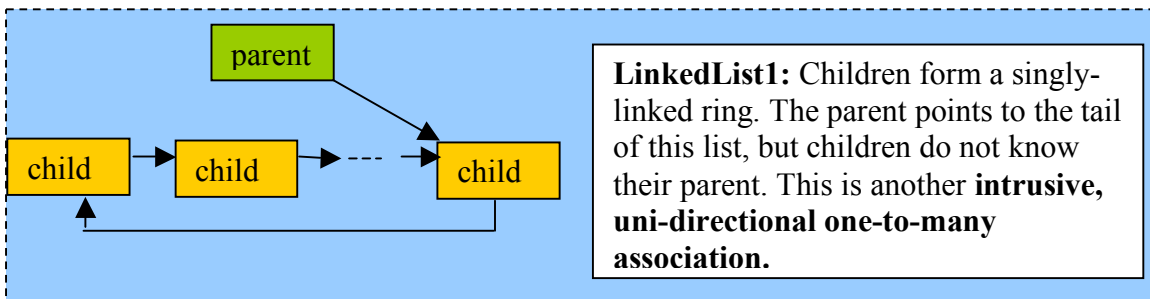 parent
child
child
child
LinkedList1: Children form a singly-
linked ring. The parent points to the tail
of this list, but children do not know
their parent. This is another intrusive,
uni-directional one-to-many
association.